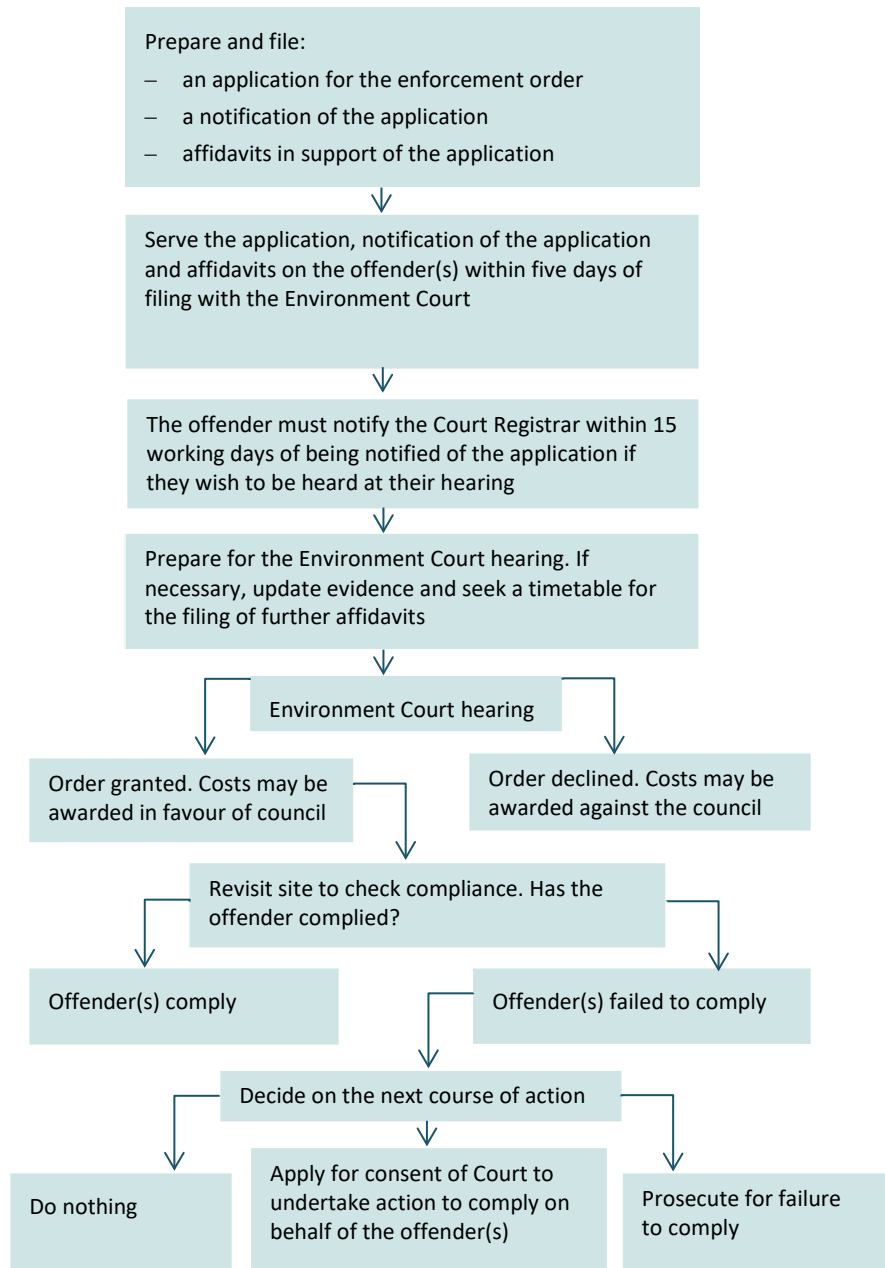 Prepare and file:
– an application for the enforcement order
– a notification of the application
– affidavits in support of the application
Serve the application, notification of the application
and affidavits on the offender(s) within five days of
filing with the Environment Court
The offender must notify the Court Registrar within 15
working days of being notified of the application if
they wish to be heard at their hearing
Prepare for the Environment Court hearing. If
necessary, update evidence and seek a timetable for
the filing of further affidavits
Environment Court hearing
Order granted. Costs may be
awarded in favour of council
Order declined. Costs may be
awarded against the council
Revisit site to check compliance. Has the
offender complied?
Offender(s) comply
Offender(s) failed to comply
Decide on the next course of action
Do nothing
Apply for consent of Court to
undertake action to comply on
behalf of the offender(s)
Prosecute for failure
to comply